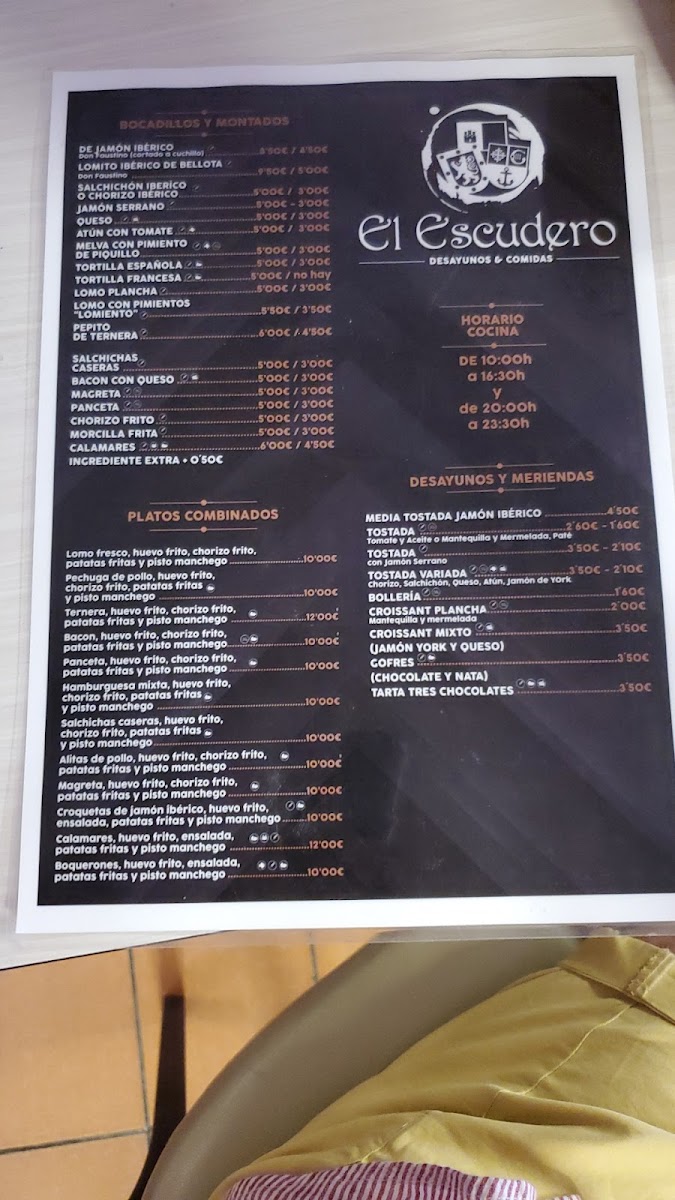 BOCADILLOS Y MONTADOS
DE JAMÓN IBÉRICO 8'50€ / 4'50€
Don Faustino (cortado a cuchillo)
LOMITO IBÉRICO DE BELLOTA 9'50€ / 5'00€
Don Faustino
SALCHICHÓN IBERÍCO
O CHORIZO IBÉRICO 5'00€ / 3'00€
JAMÓN SERRANO 5'00€ - 3'00€
QUESO 5'00€ / 3'00€
ATÚN CON TOMATE 5'00€ / 3'00€
MELVA CON PIMIENTO
DE PIQUILLO 5'00€ / 3'00€
TORTILLA ESPAÑOLA 5'00€ / 3'00€
TORTILLA FRANCESA 5'00€ / no hay
LOMO PLANCHA 5'00€ / 3'00€
LOMO CON PIMIENTOS
"LOMIENTO" 5'50€ / 3'50€
PEPITO
DE TERNERA 6'00€ / 4'50€
SALCHICHAS
CASERAS 5'00€ / 3'00€
BACON CON QUESO 5'00€ / 3'00€
MAGRETA 5'00€ / 3'00€
PANCETA 5'00€ / 3'00€
CHORIZO FRITO 5'00€ / 3'00€
MORCILLA FRITA 5'00€ / 3'00€
CALAMARES 6'00€ / 4'50€
INGREDIENTE EXTRA • 0'50€
PLATOS COMBINADOS
Lomo fresco, huevo frito, chorizo frito,
patatas fritas y pisto manchego 10'00€
Pechuga de pollo, huevo frito,
chorizo frito, patatas fritas
y pisto manchego 10'00€
Ternera, huevo frito, chorizo frito,
patatas fritas y pisto manchego 12'00€
Bacon, huevo frito, chorizo frito,
patatas fritas y pisto manchego 10'00€
Panceta, huevo frito, chorizo frito,
patatas fritas y pisto manchego 10'00€
Hamburguesa mixta, huevo frito,
chorizo frito, patatas fritas
y pisto manchego 10'00€
Salchichas caseras, huevo frito,
chorizo frito, patatas fritas
y pisto manchego 10'00€
Alitas de pollo, huevo frito, chorizo frito,
patatas fritas y pisto manchego 10'00€
Magreta, huevo frito, chorizo frito,
patatas fritas y pisto manchego 10'00€
Croquetas de jamón ibérico, huevo frito,
ensalada, patatas fritas y pisto manchego 10'00€
Calamares, huevo frito, ensalada,
patatas fritas y pisto manchego 12'00€
Boquerones, huevo frito, ensalada,
patatas fritas y pisto manchego 10'00€
El Escudero
DESAYUNOS & COMIDAS
HORARIO
COCINA
DE 10:00h
a 16:30h
y
de 20:00h
a 23:30h
DESAYUNOS Y MERIENDAS
MEDIA TOSTADA JAMÓN IBÉRICO 4'50€
TOSTADA 2'60€ - 1'60€
Tomate y Aceite o Mantequilla y Mermelada, Paté
TOSTADA 3'50€ - 2'10€
con Jamón Serrano
TOSTADA VARIADA 3'50€ - 2'10€
Chorizo, Salchichón, Queso, Atún, Jamón de YORK
BOLLERÍA 1'60€
CROISSANT PLANCHA 2'00€
Mantequilla y mermelada
CROISSANT MIXTO 3'50€
(JAMÓN YORK Y QUESO)
GOFRES 3'50€
(CHOCOLATE Y NATA)
TARTA TRES CHOCOLATES 3'50€